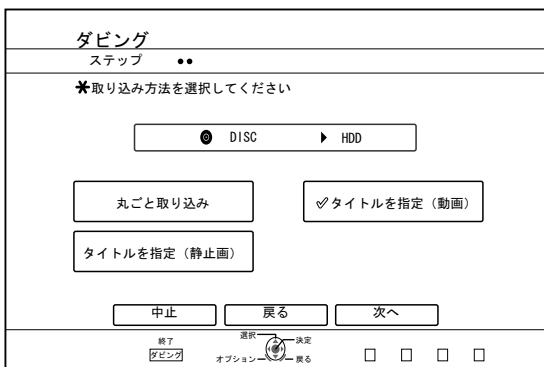 ダビング
ステップ
取り込み方法を選択してください
DISC HDD
丸ごと取り込み
タイトルを指定（動画）
タイトルを指定（静止画）
中止
戻る
次へ
終了
ダビング
選択
決定
オプション
戻る